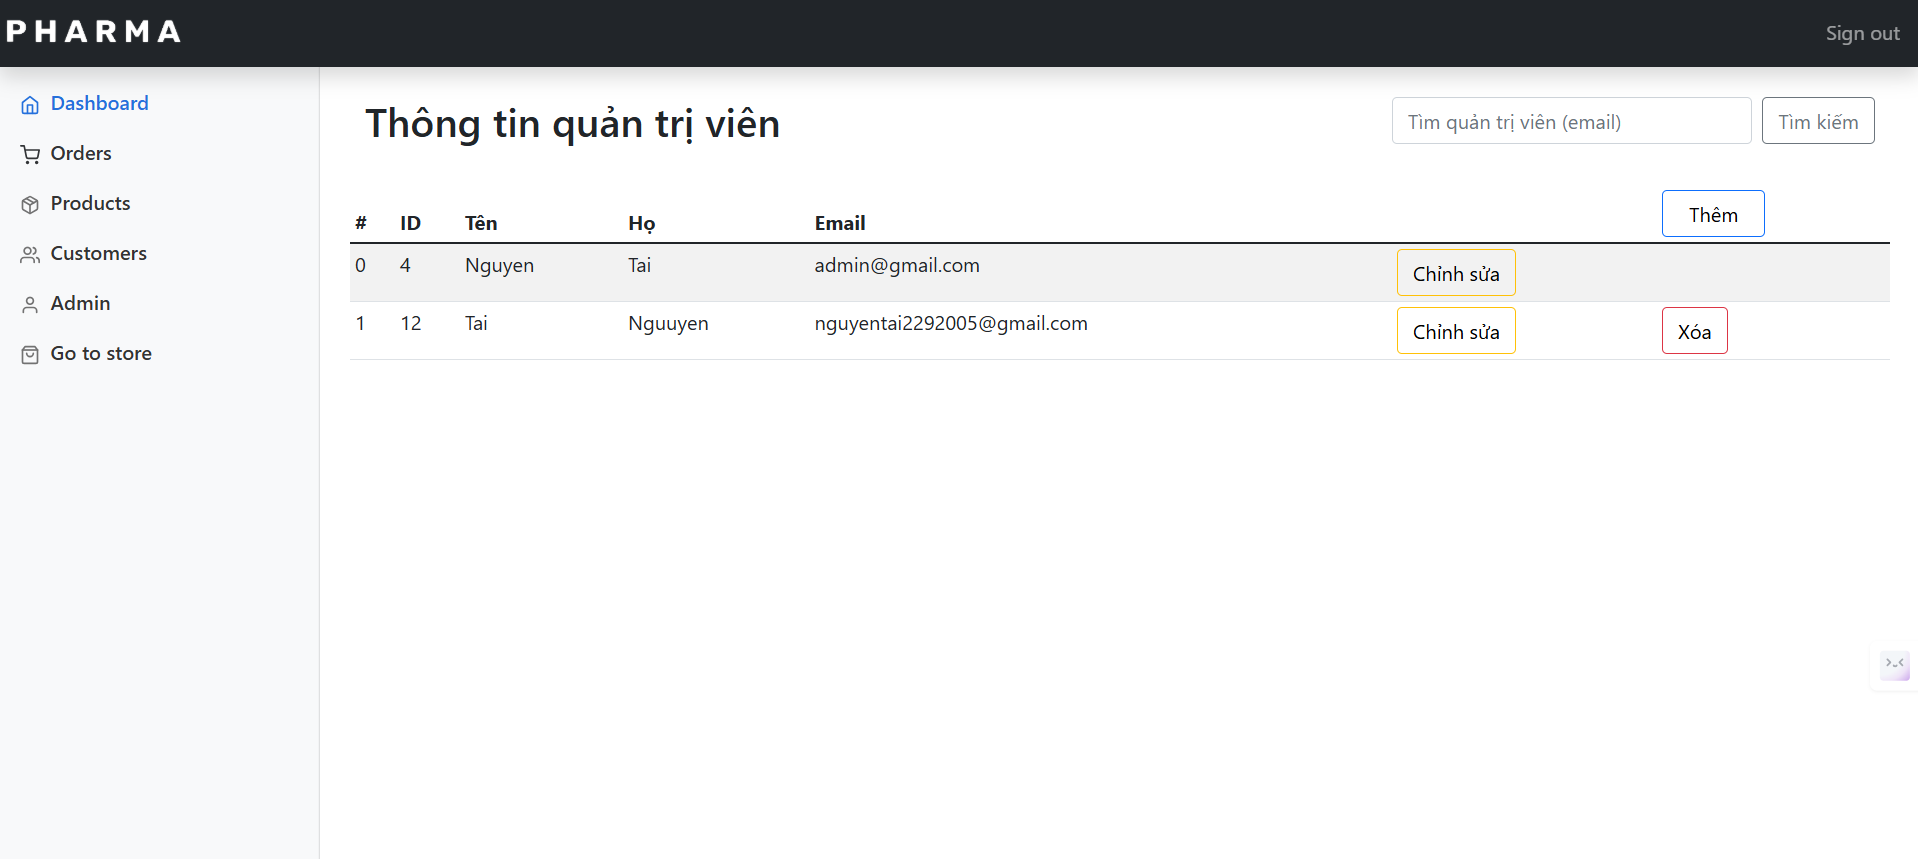 PHARMA
Sign out
Dashboard
Orders
Products
Customers
Admin
Go to store
Thông tin quản trị viên
Tìm quản trị viên (email) Tìm kiếm
# ID Tên Họ Email Thêm
0 4 Nguyen Tai admin@gmail.com Chỉnh sửa
1 12 Tai Nguuyen nguyentai2292005@gmail.com Chỉnh sửa Xóa